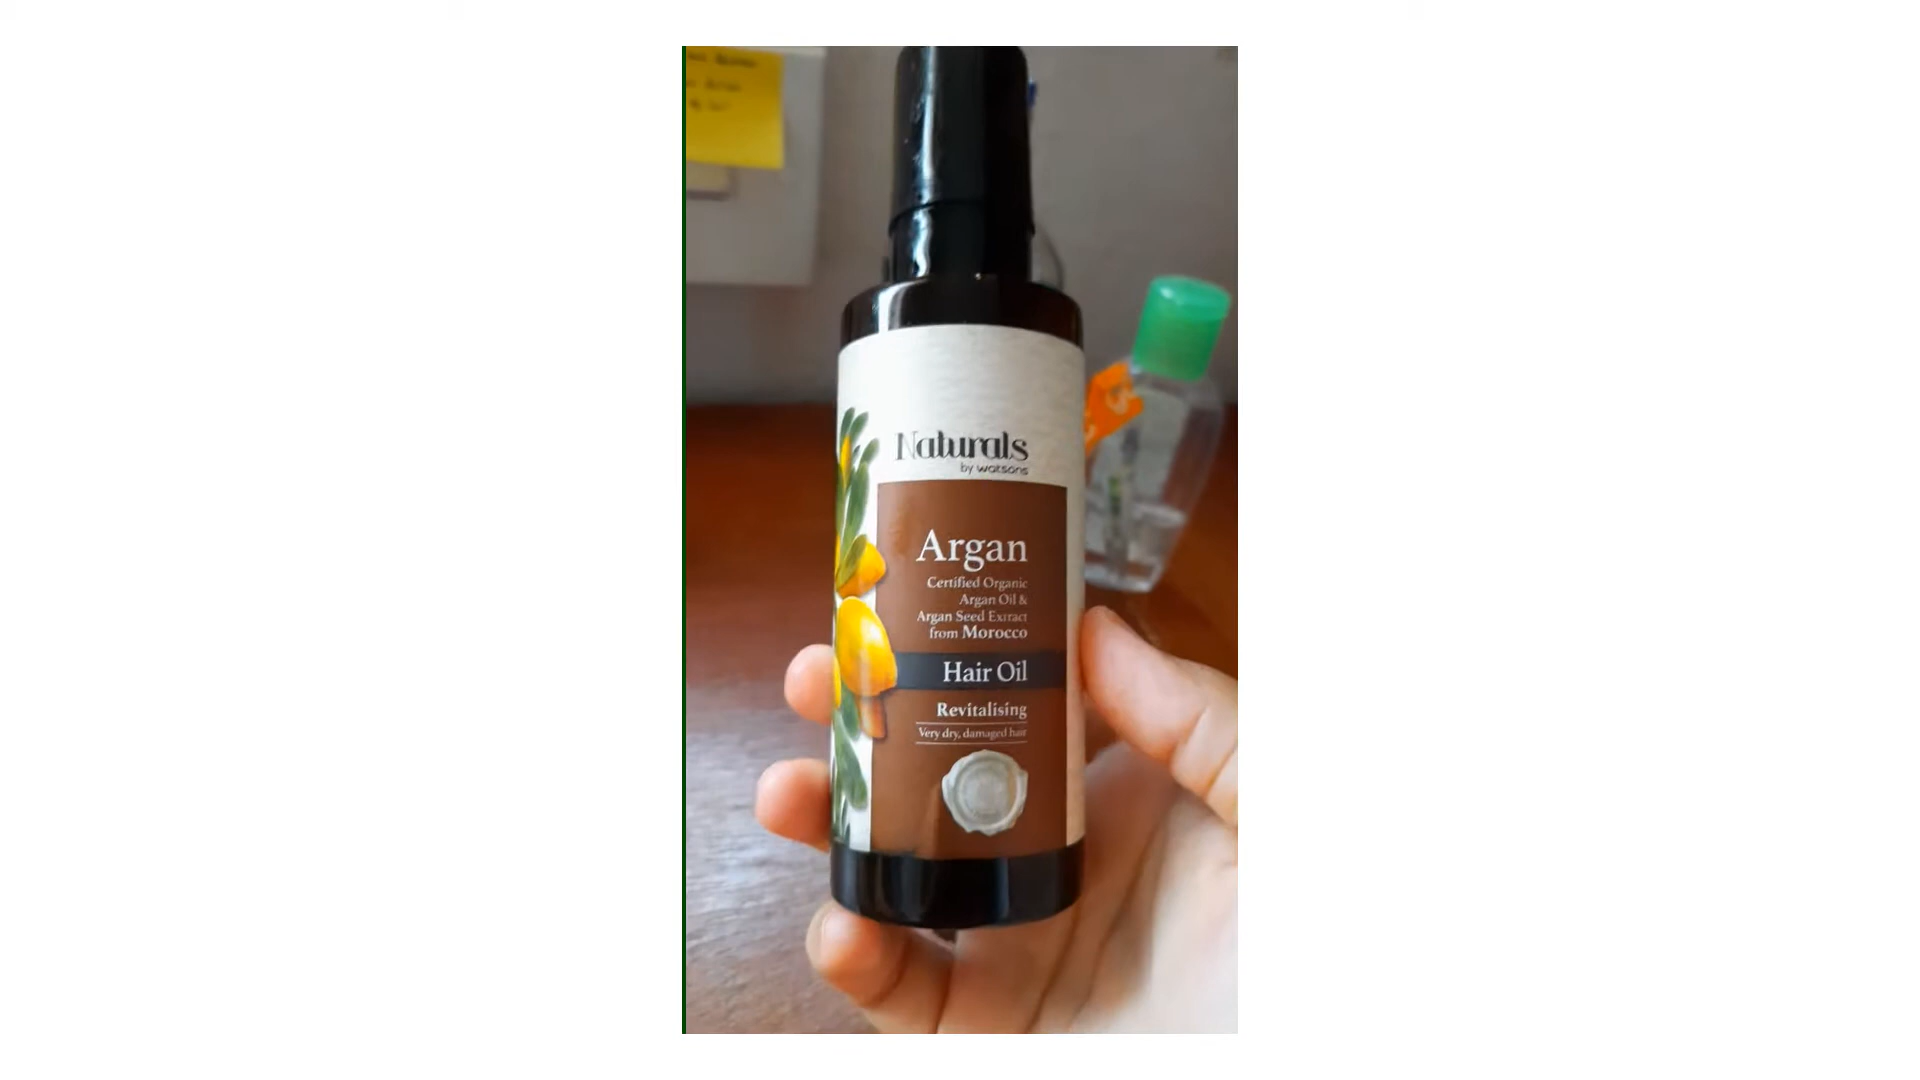 Naturals
by watsons
Argan
Certified Organic
Argan Oil &
Argan Seed Extract
from Morocco
Hair Oil
Revitalising
Very dry, damaged hair